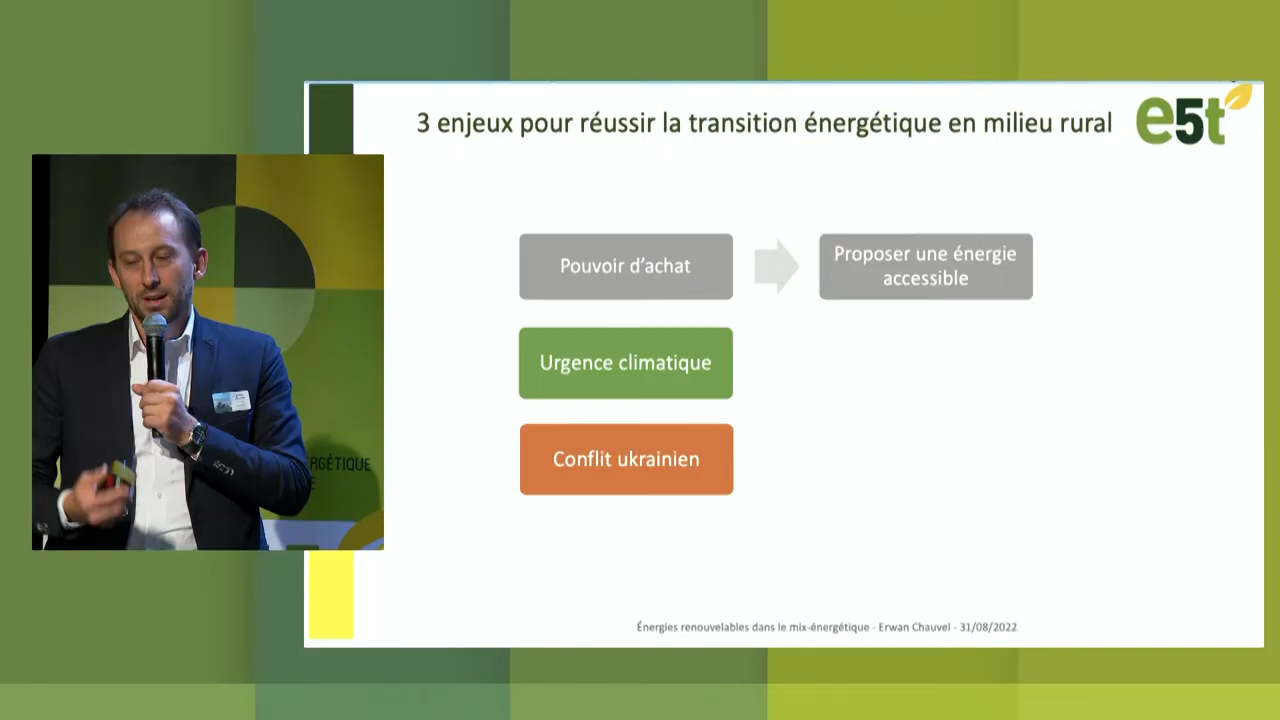 3 enjeux pour réussir la transition énergétique en milieu rural
e5t
Pouvoir d’achat
Proposer une énergie
accessible
Urgence climatique
Conflit ukrainien
RGÉTIQUE
Énergies renouvelables dans le mix-énergétique - Erwan Chauvel - 31/08/2022